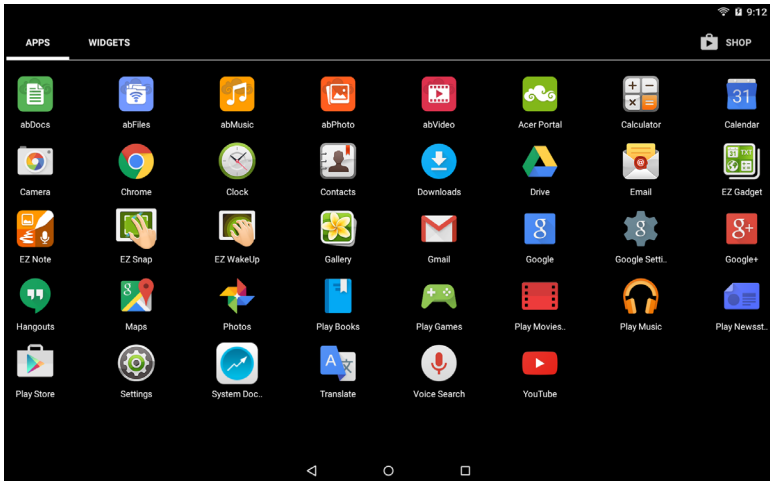 9:12
APPS WIDGETS SHOP
31
abDocs abFiles abMusic abPhoto abVideo Acer Portal Calculator Calendar
Camera Chrome Clock Contacts Downloads Drive Email EZ Gadget
EZ Note EZ Snap EZ WakeUp Gallery Gmail Google Google Setti.. Google+
Hangouts Maps Photos Play Books Play Games Play Movies.. Play Music Play Newsst..
Play Store Settings System Doc.. Translate Voice Search YouTube